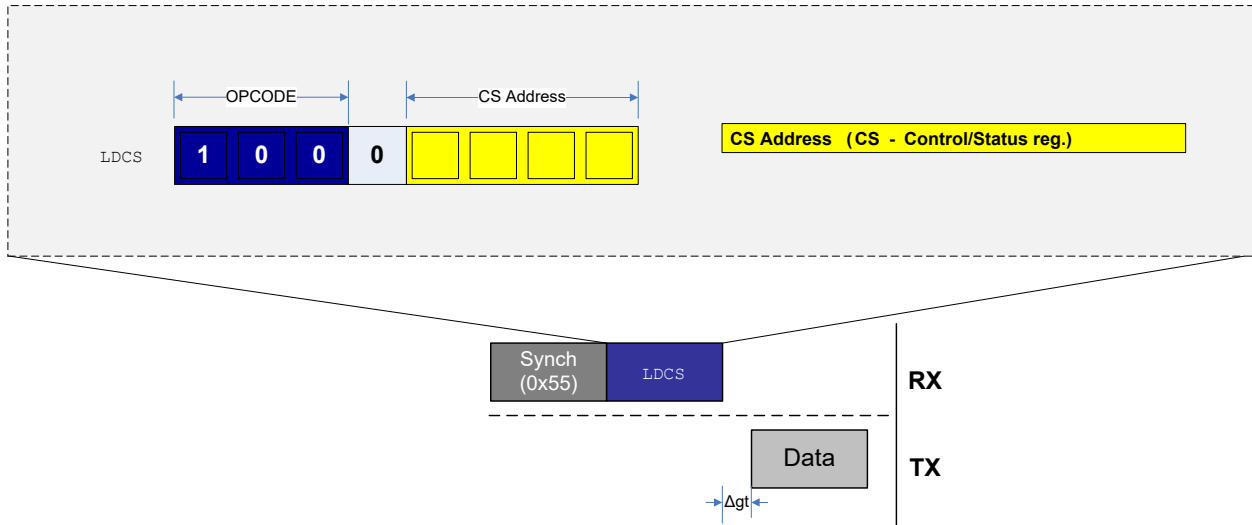 OPCODE
CS Address
LDCS
1 0 0 0
CS Address (CS - Control/Status reg.)
Synch
(0x55)
LDCS
RX
Data
TX
Δgt